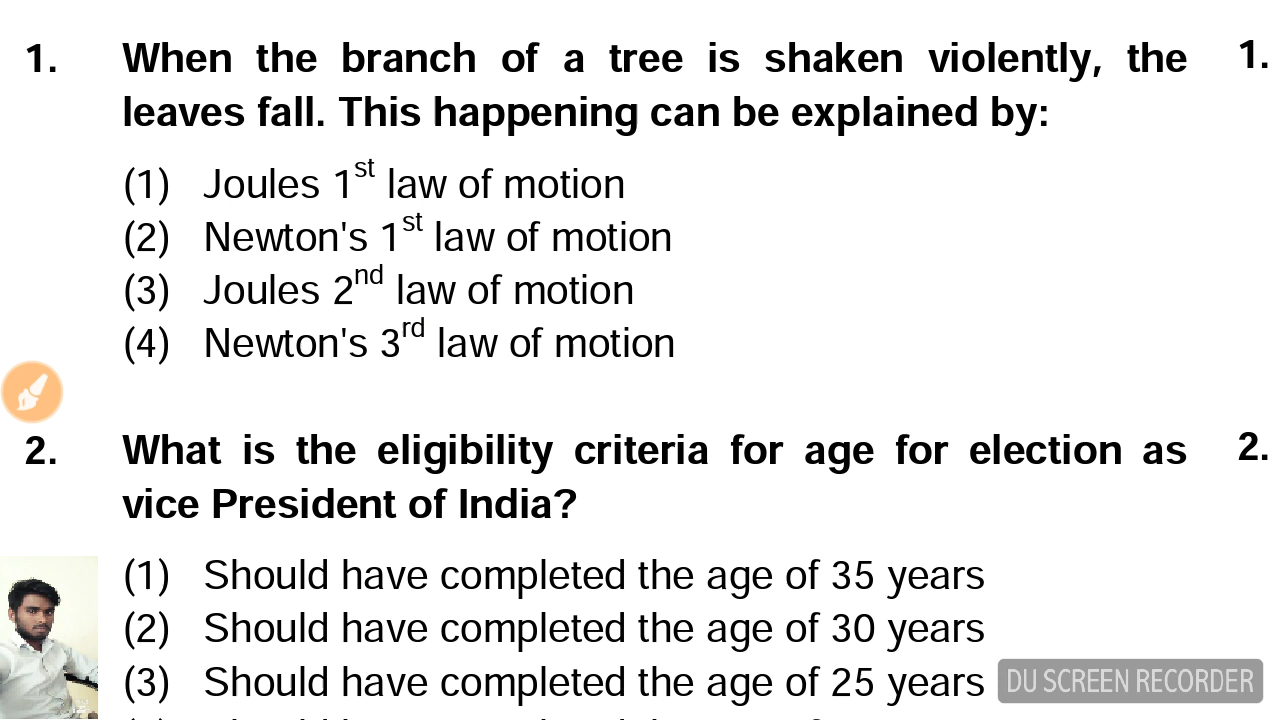 1. When the branch of a tree is shaken violently, the 1.
leaves fall. This happening can be explained by:
(1) Joules 1st law of motion
(2) Newton's 1st law of motion
(3) Joules 2nd law of motion
(4) Newton's 3rd law of motion
2. What is the eligibility criteria for age for election as 2.
vice President of India?
(1) Should have completed the age of 35 years
(2) Should have completed the age of 30 years
(3) Should have completed the age of 25 years
DU SCREEN RECORDER